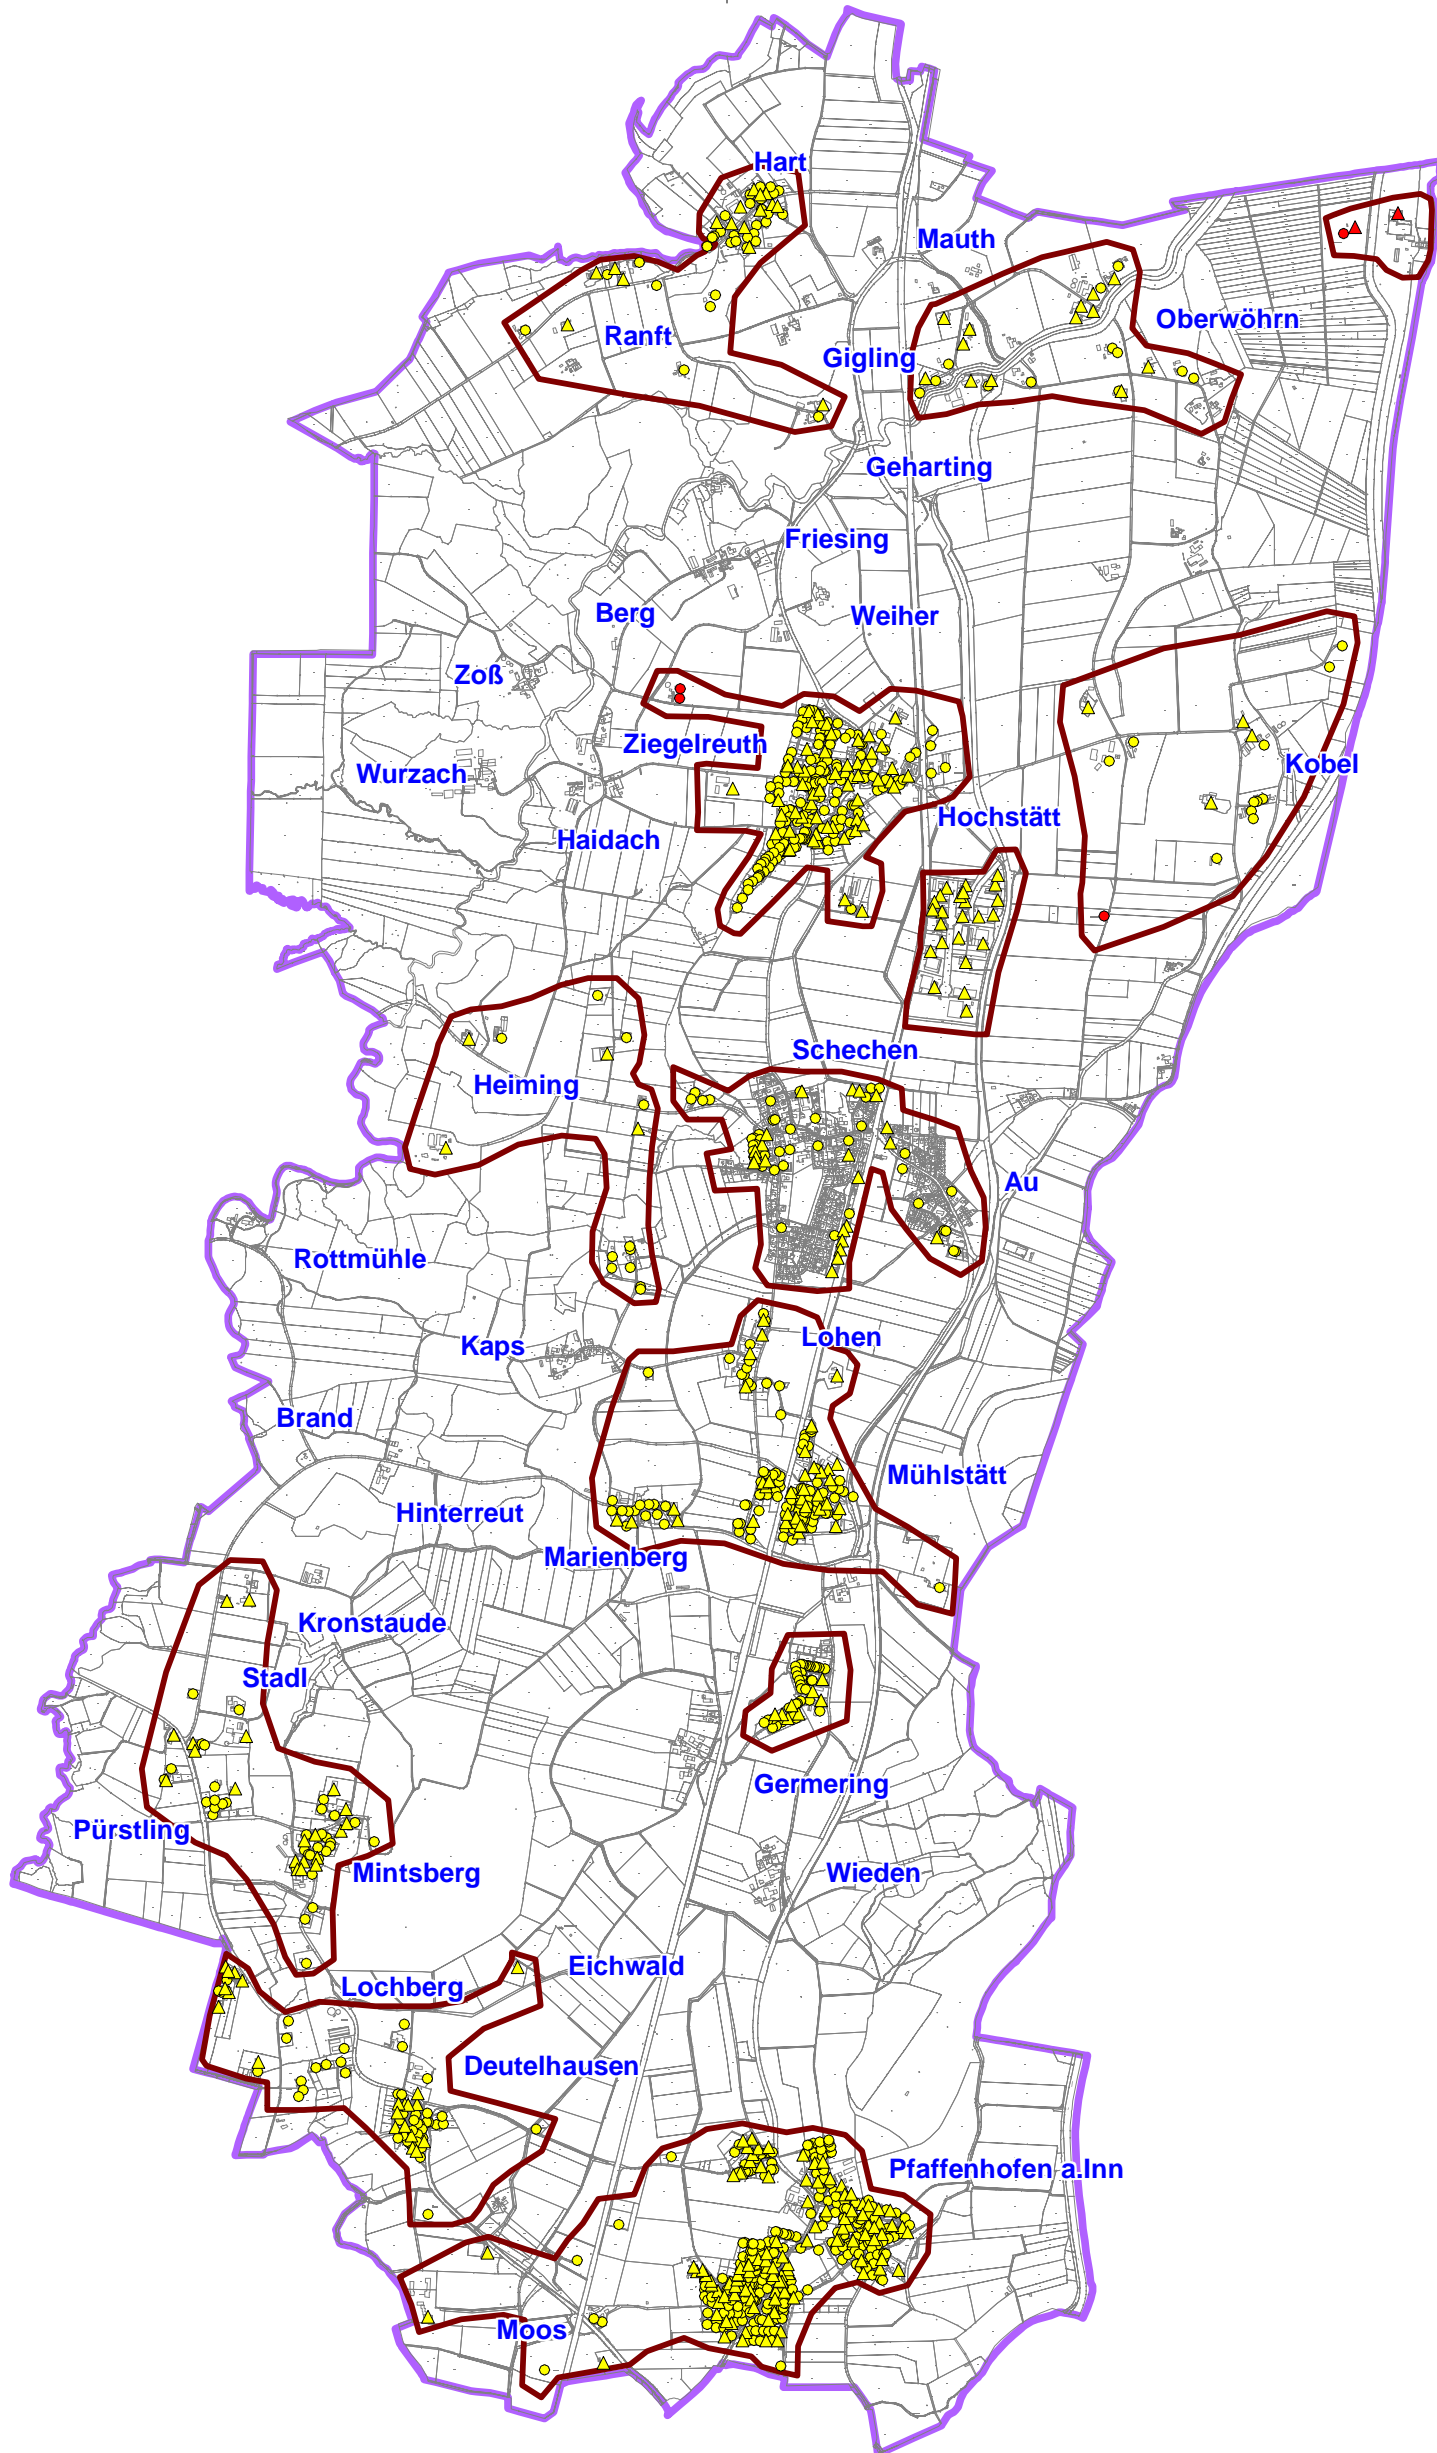 Hart
Mauth
Oberwöhrn
Ranft
Gigling
Geharting
Friesing
Berg
Weiher
Zoß
Ziegelreuth
Wurzach
Kobel
Hochstätt
Haidach
Schechen
Heiming
Au
Rottmühle
Lohen
Kaps
Brand
Mühlstätt
Hinterreut
Marienberg
Kronstaude
Stadl
Germering
Pürstling
Mintsberg
Wieden
Eichwald
Lochberg
Deutelhausen
Pfaffenhofen a.Inn
Moos